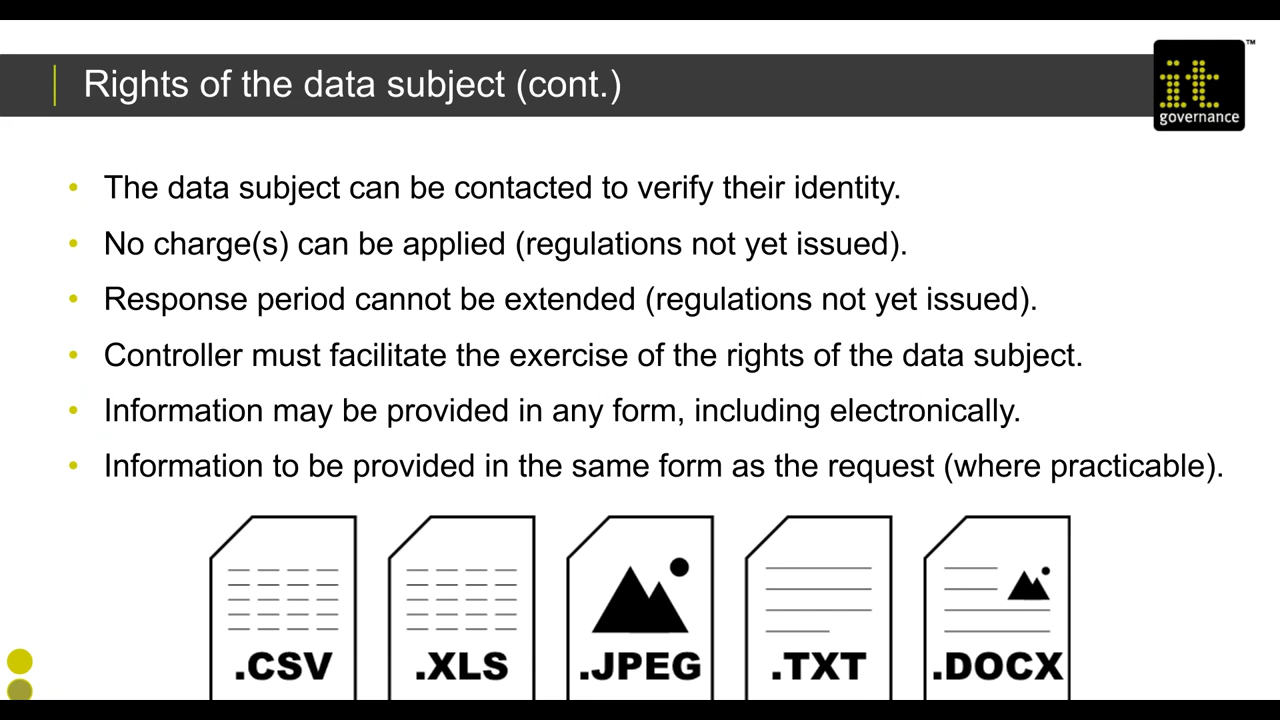 Rights of the data subject (cont.)
it
governance
™
• The data subject can be contacted to verify their identity.
• No charge(s) can be applied (regulations not yet issued).
• Response period cannot be extended (regulations not yet issued).
• Controller must facilitate the exercise of the rights of the data subject.
• Information may be provided in any form, including electronically.
• Information to be provided in the same form as the request (where practicable).
.CSV
.XLS
.JPEG
.TXT
.DOCX